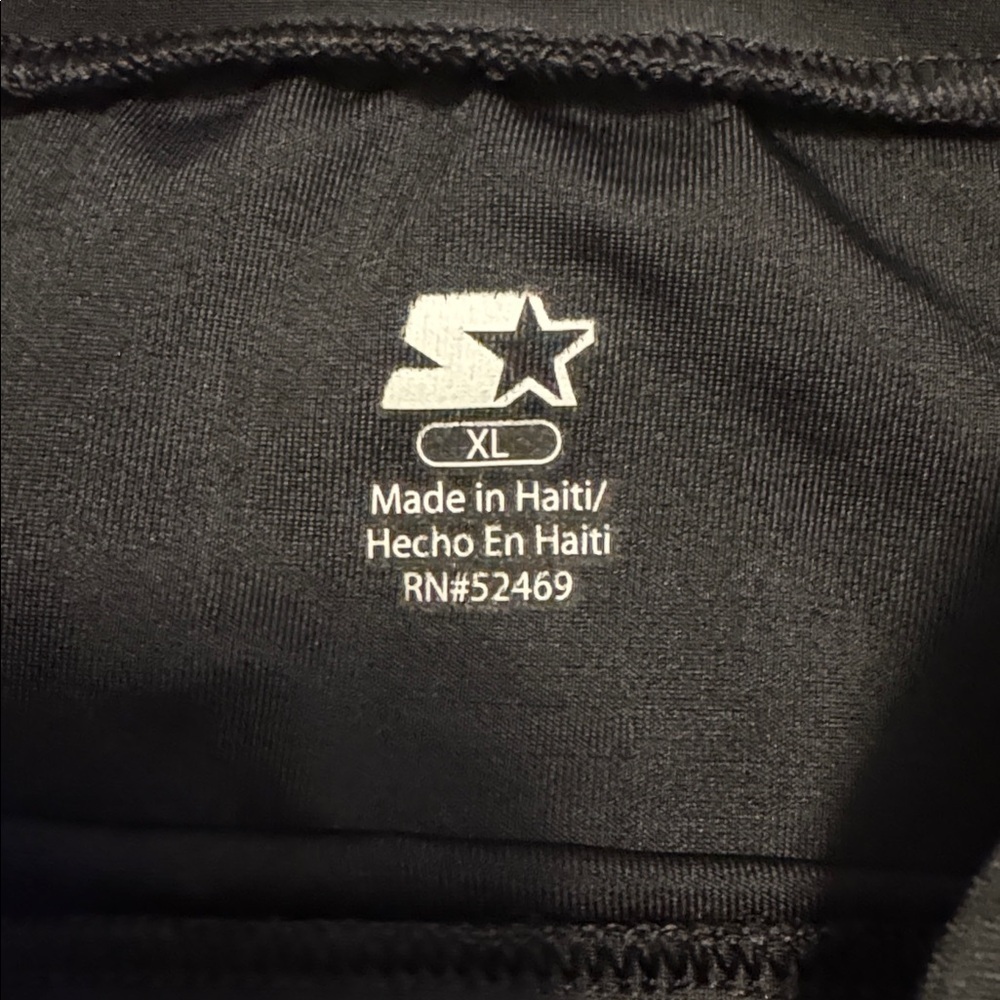 XL
Made in Haiti/
Hecho En Haiti
RN#52469